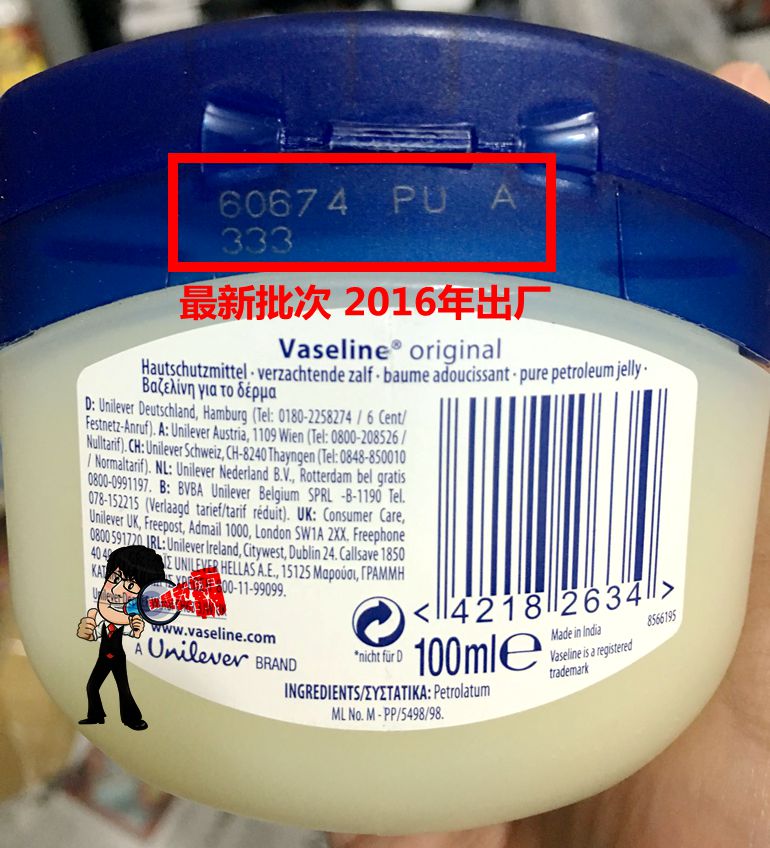 60674 PU A
333
最新批次 2016年出厂
Vaseline® original
Hautschutzmittel · verzachtende zalf · baume adoucissant · pure petroleum jelly ·
Βαζελίνη για το δέρμα
D: Unilever Deutschland, Hamburg (Tel: 0180-2258274 / 6 Cent/
Festnetz-Anruf). A: Unilever Austria, 1109 Wien (Tel: 0800-208526 /
Nulltarif). CH: Unilever Schweiz, CH-8240 Thayngen (Tel: 0848-850010
/ Normaltarif). NL: Unilever Nederland B.V., Rotterdam bel gratis
0800-0991197. B: BVBA Unilever Belgium SPRL -B-1190 Tel.
078-152215 (Verlaagd tarief/tarif réduit). UK: Consumer Care,
Unilever UK, Freepost, Admail 1000, London SW1A 2XX. Freephone
0800 591720. IRL: Unilever Ireland, Citywest, Dublin 24. Callsave 1850
40 40 UNILEVER HELLAS A.E., 15125 Μαρούσι, ΓΡΑΜΜΗ
00-11-99099.
www.vaseline.com
A Unilever BRAND
<4218 2634>
*nicht für D
100ml e
Made in India
Vaseline is a registered
trademark
8566195
INGREDIENTS/ΣΥΣΤΑΤΙΚΑ: Petrolatum
ML No. M - PP/5498/98.